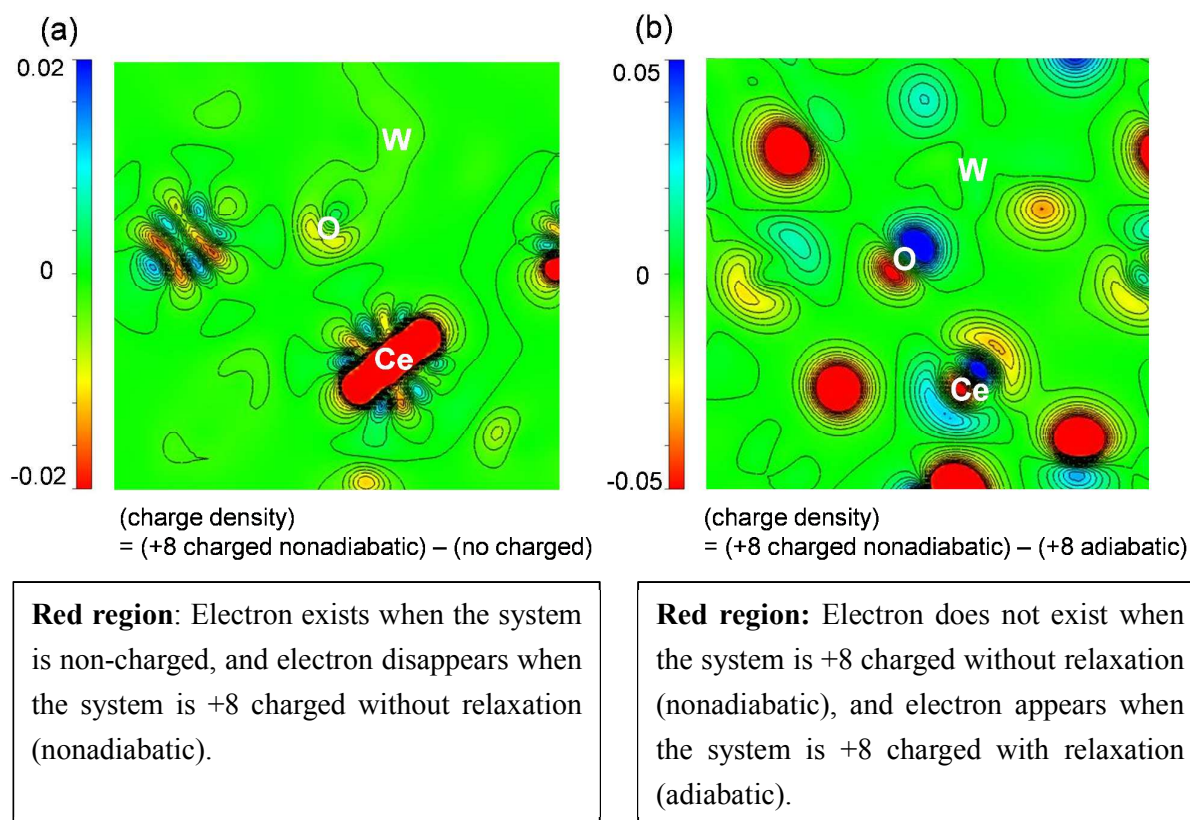 (a)
0.02
0
-0.02
W
O
Ce
(charge density)
= (+8 charged nonadiabatic) – (no charged)
(b)
0.05
0
-0.05
W
O
Ce
(charge density)
= (+8 charged nonadiabatic) – (+8 adiabatic)
Red region: Electron exists when the system
is non-charged, and electron disappears when
the system is +8 charged without relaxation
(nonadiabatic).
Red region: Electron does not exist when
the system is +8 charged without relaxation
(nonadiabatic), and electron appears when
the system is +8 charged with relaxation
(adiabatic).